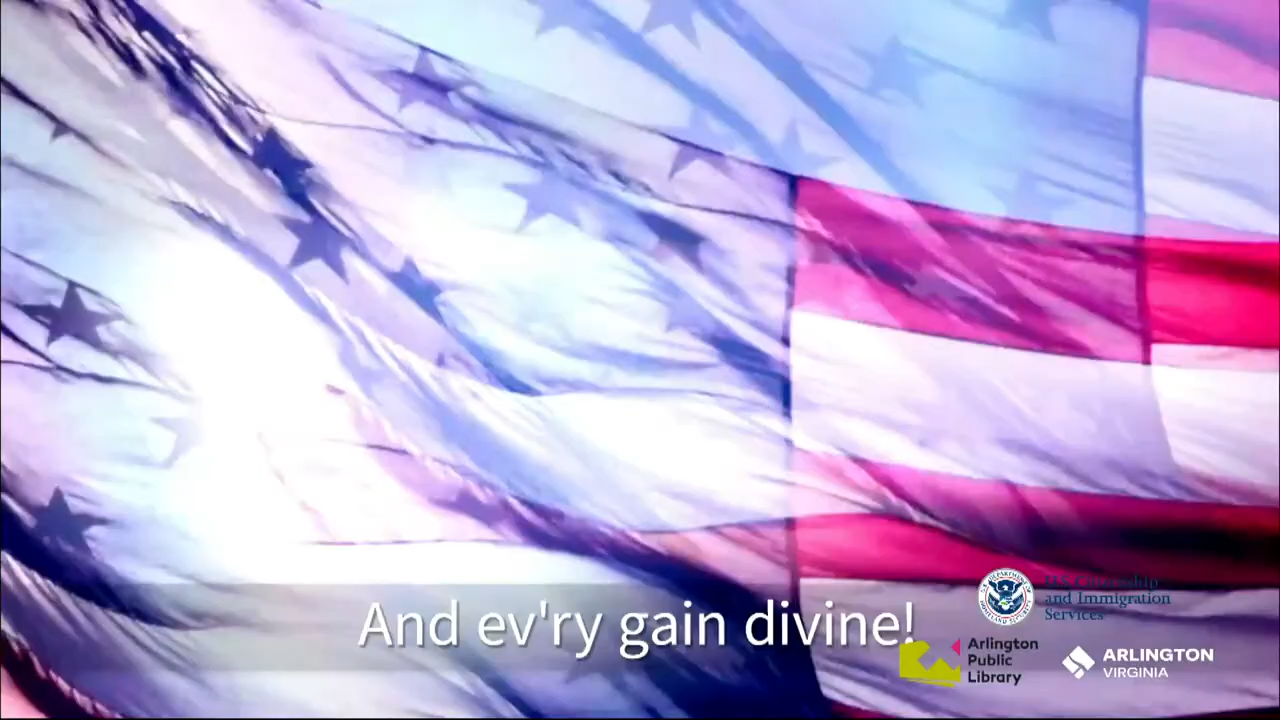 And ev'ry gain divine!
U.S. Citizenship
and Immigration
Services
Arlington
Public
Library
ARLINGTON
VIRGINIA